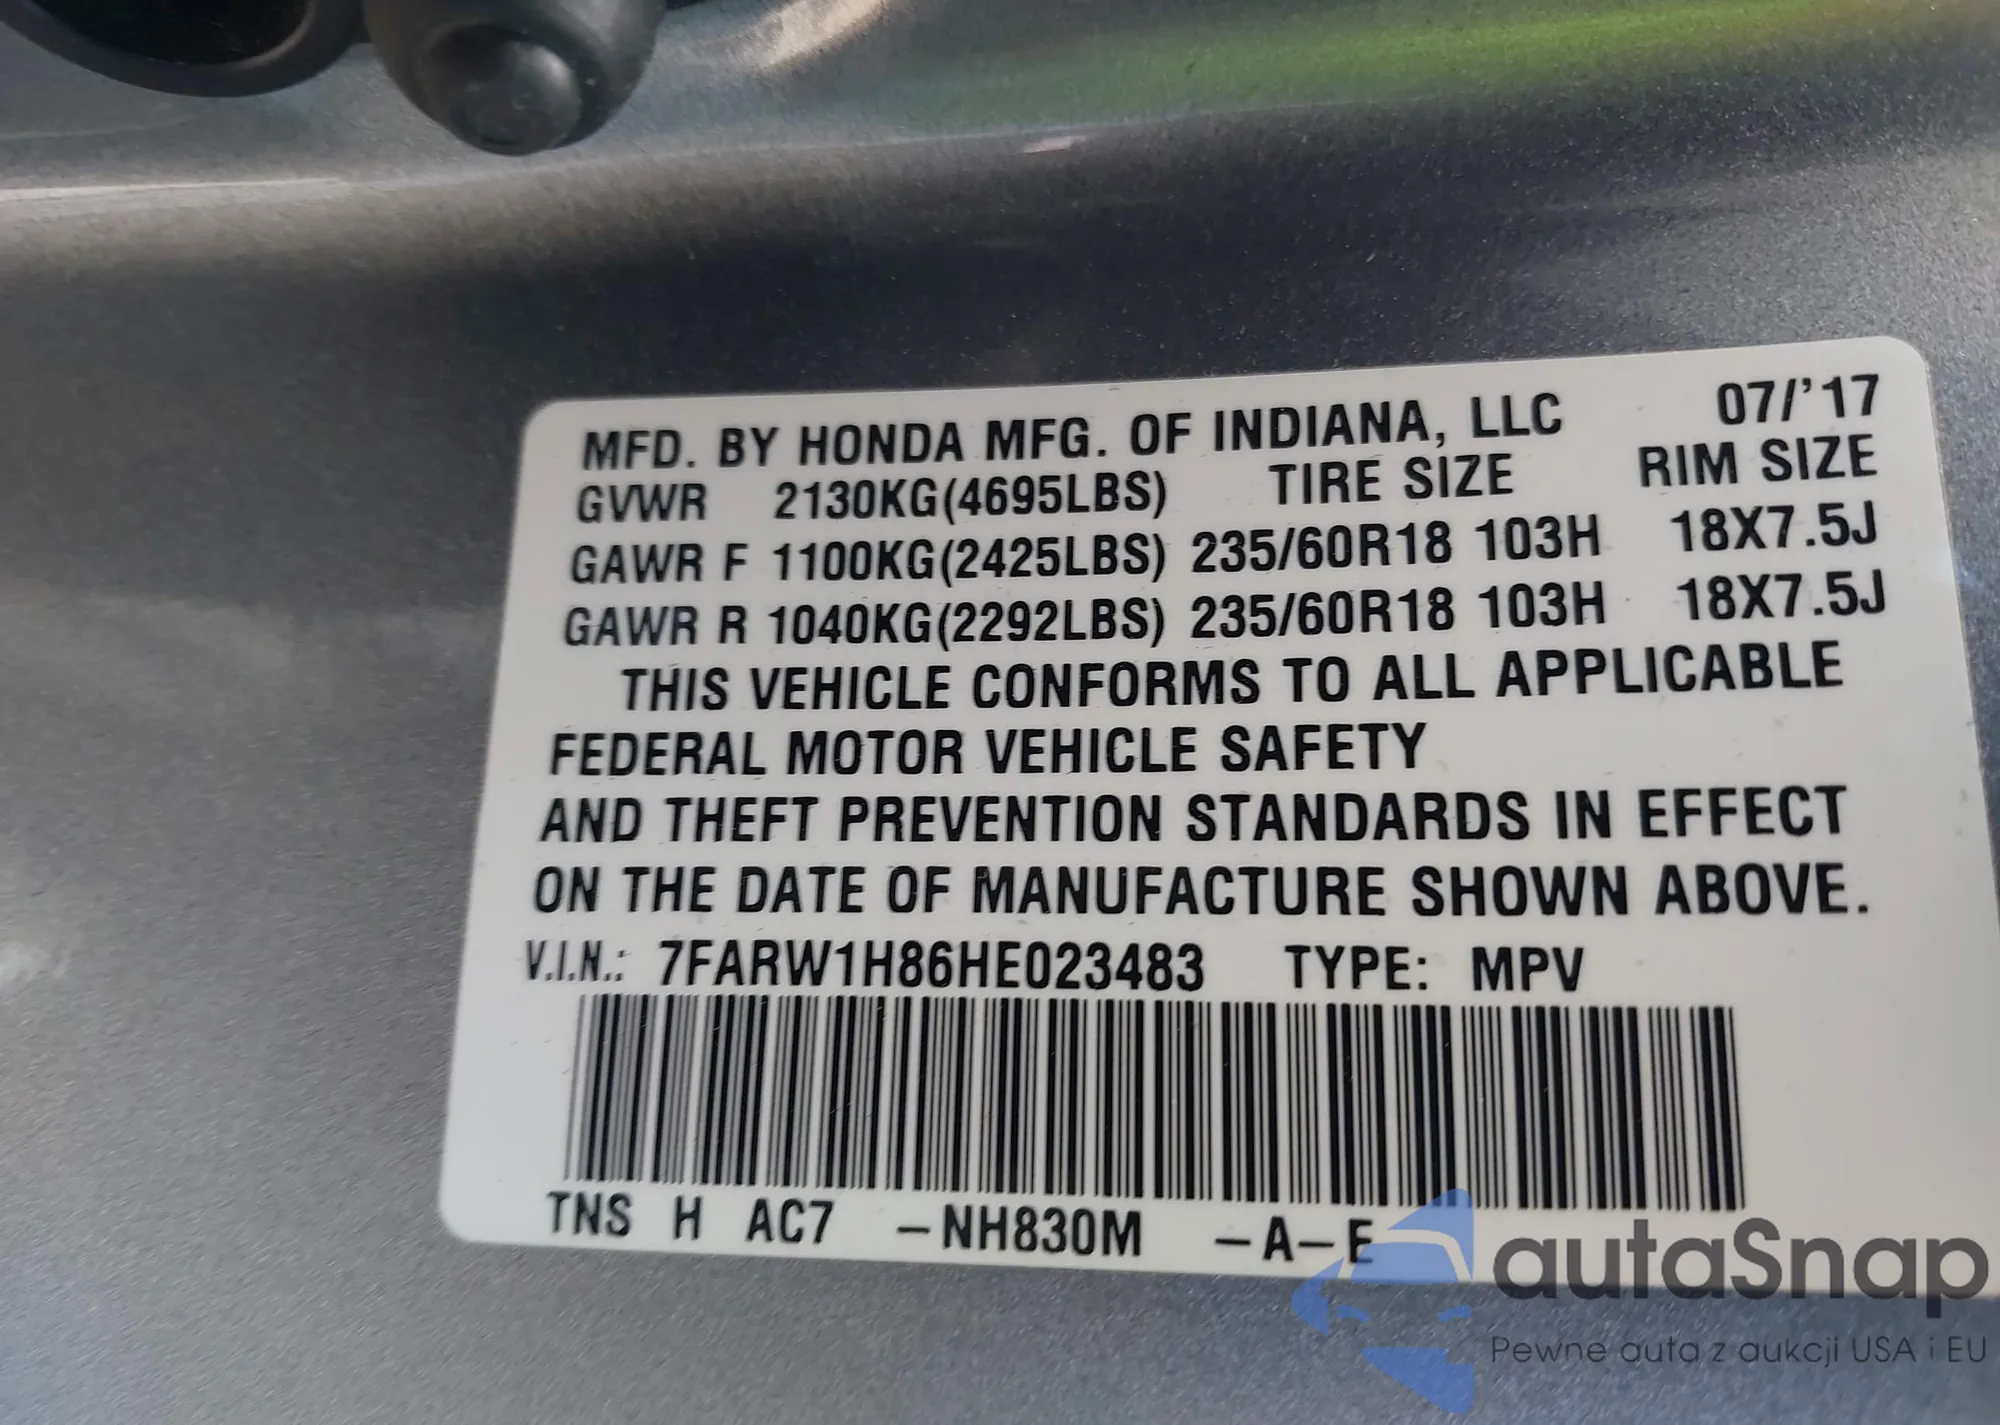 MFD. BY HONDA MFG. OF INDIANA, LLC 07/'17
GVWR 2130KG(4695LBS) TIRE SIZE RIM SIZE
GAWR F 1100KG(2425LBS) 235/60R18 103H 18X7.5J
GAWR R 1040KG(2292LBS) 235/60R18 103H 18X7.5J
THIS VEHICLE CONFORMS TO ALL APPLICABLE
FEDERAL MOTOR VEHICLE SAFETY
AND THEFT PREVENTION STANDARDS IN EFFECT
ON THE DATE OF MANUFACTURE SHOWN ABOVE.
V.I.N.: 7FARW1H86HE023483 TYPE: MPV
TNS H AC7 -NH830M -A-E
autaSnap
Pewne auta z aukcji USA i EU